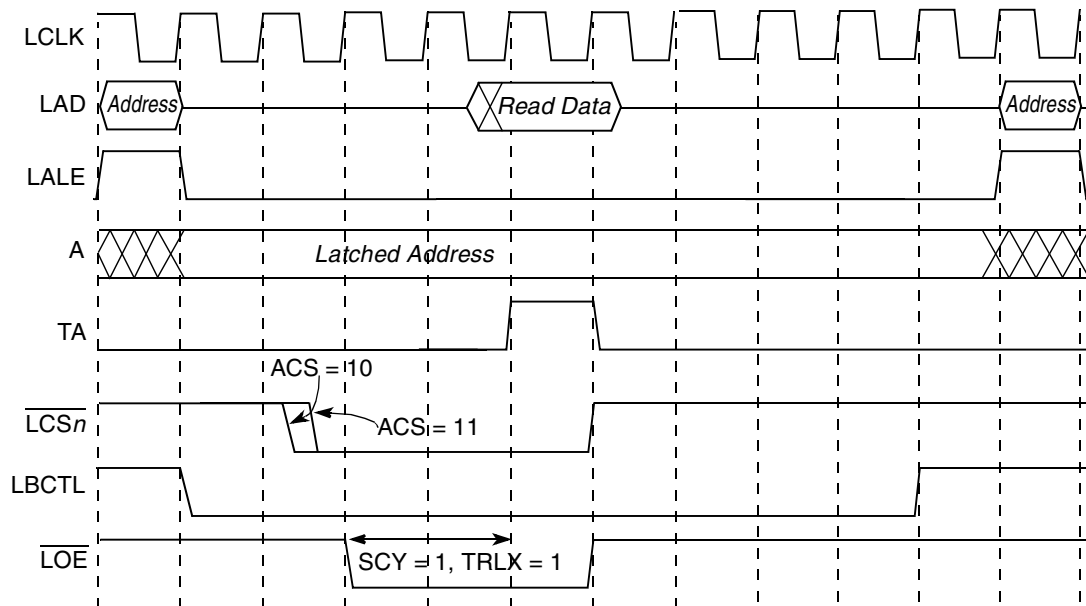 LCLK
LAD Address Read Data Address
LALE
A Latched Address
TA
ACS = 10
LCSn
ACS = 11
LBCTL
LOE
SCY = 1, TRLX = 1